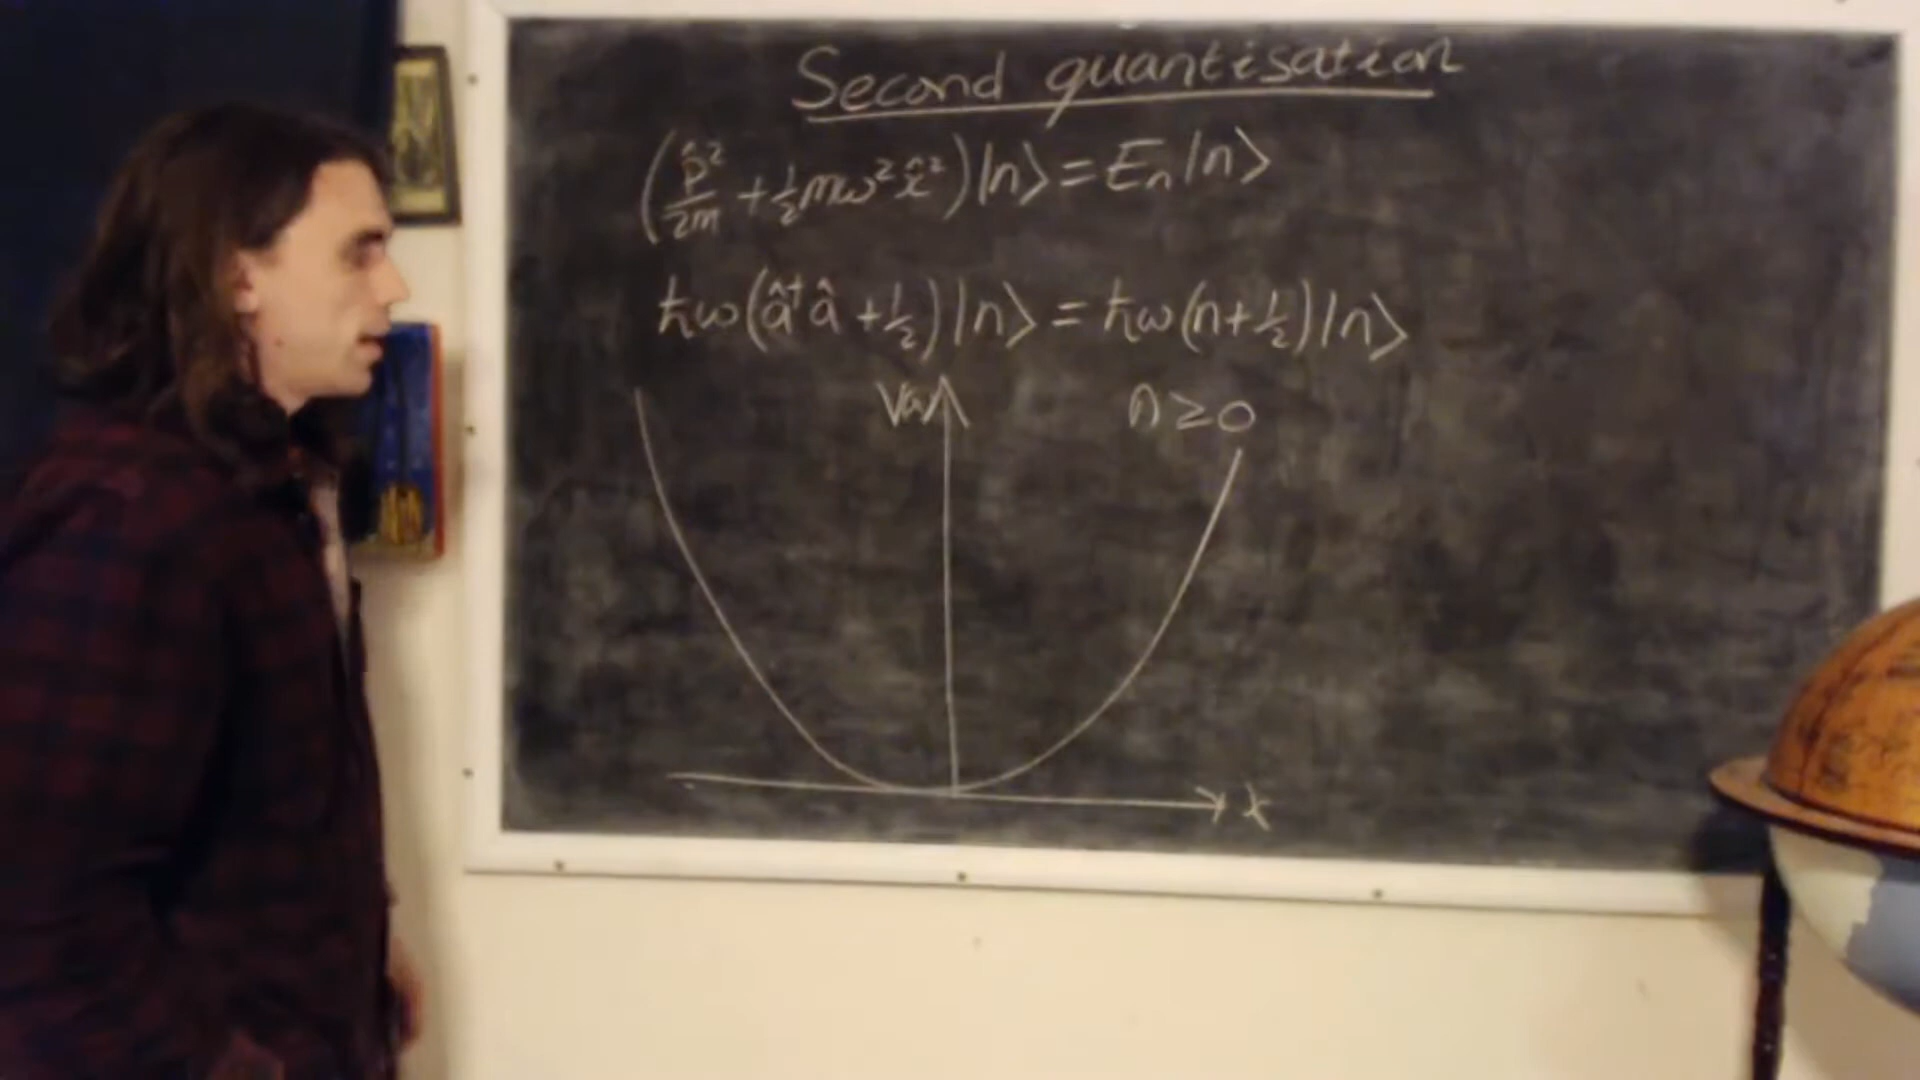 Second quantisation
(p̂²/2m + ½mω²x̂²)|n⟩ = Eₙ|n⟩
ħω(â†â + ½)|n⟩ = ħω(n+½)|n⟩
V(x)
n ≥ 0
x